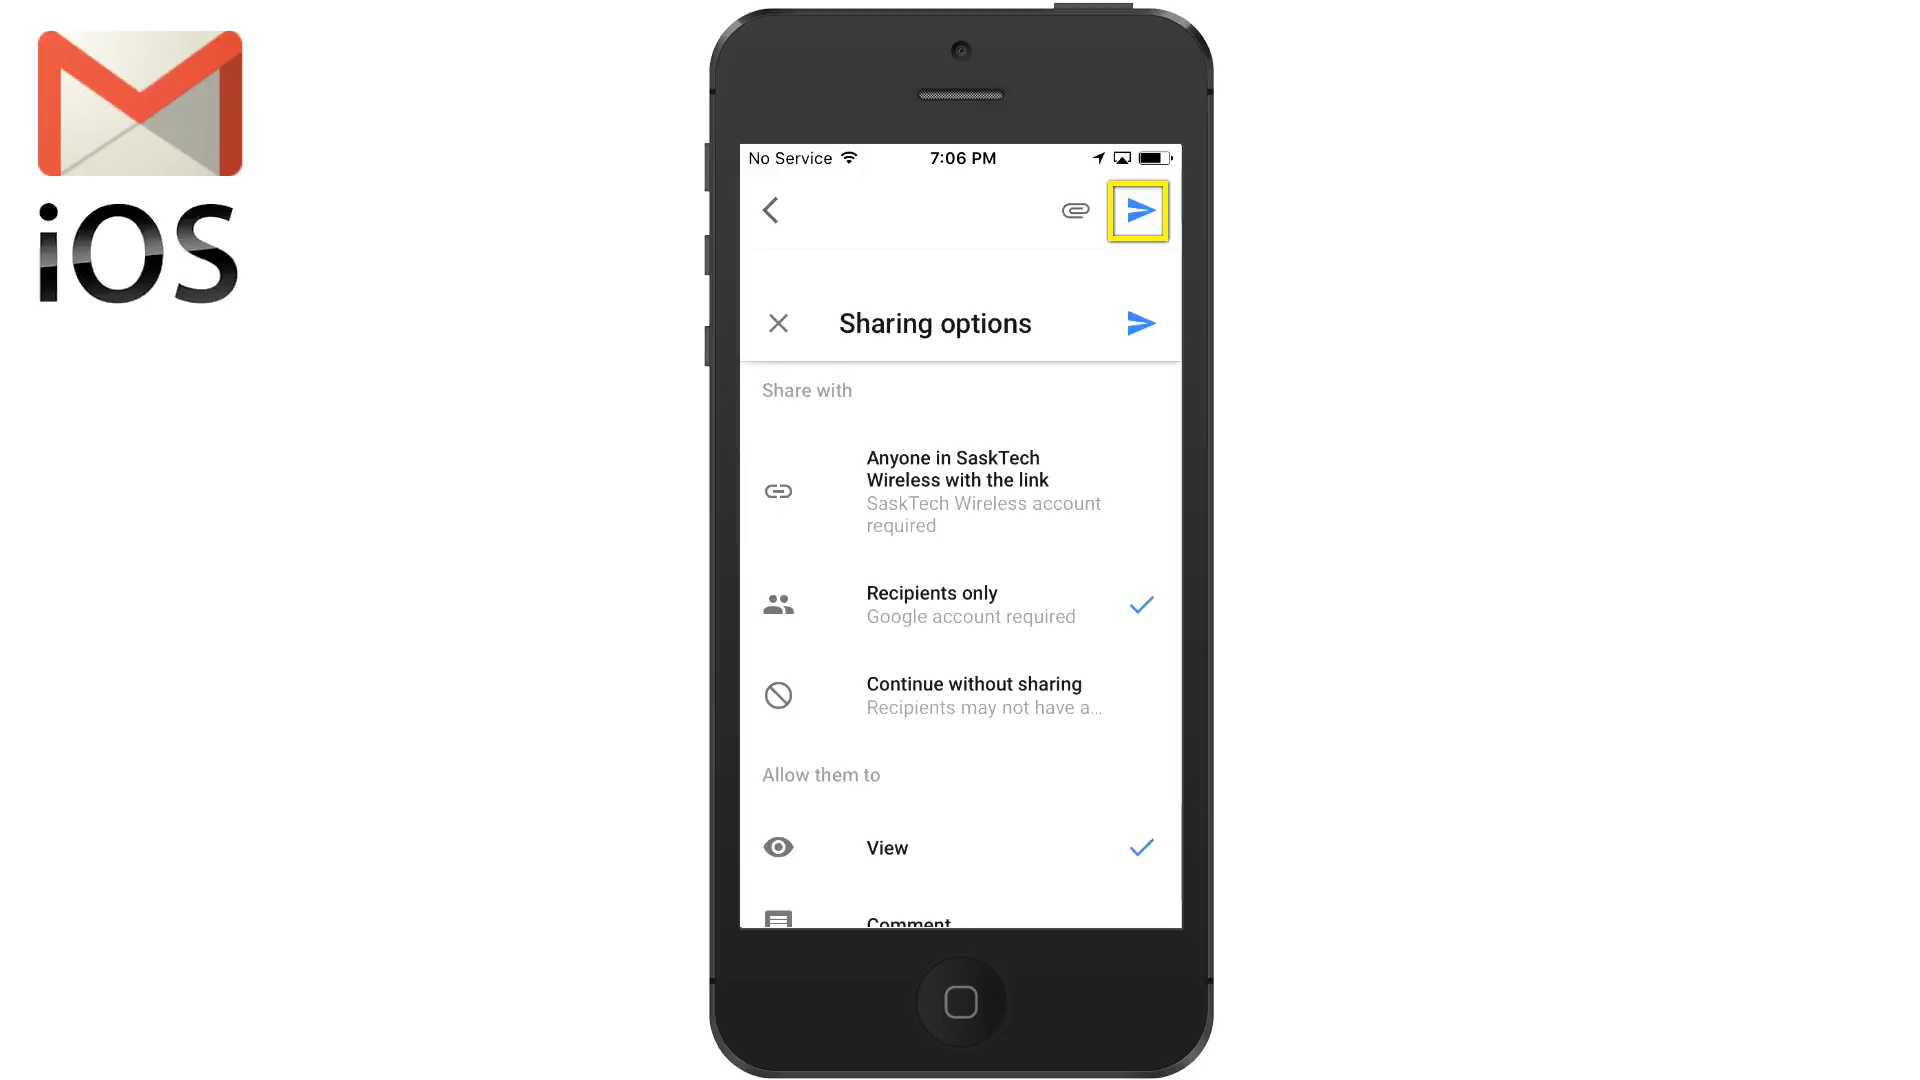 iOS
No Service 7:06 PM
Sharing options
Share with
Anyone in SaskTech
Wireless with the link
SaskTech Wireless account
required
Recipients only
Google account required
Continue without sharing
Recipients may not have a...
Allow them to
View
Comment